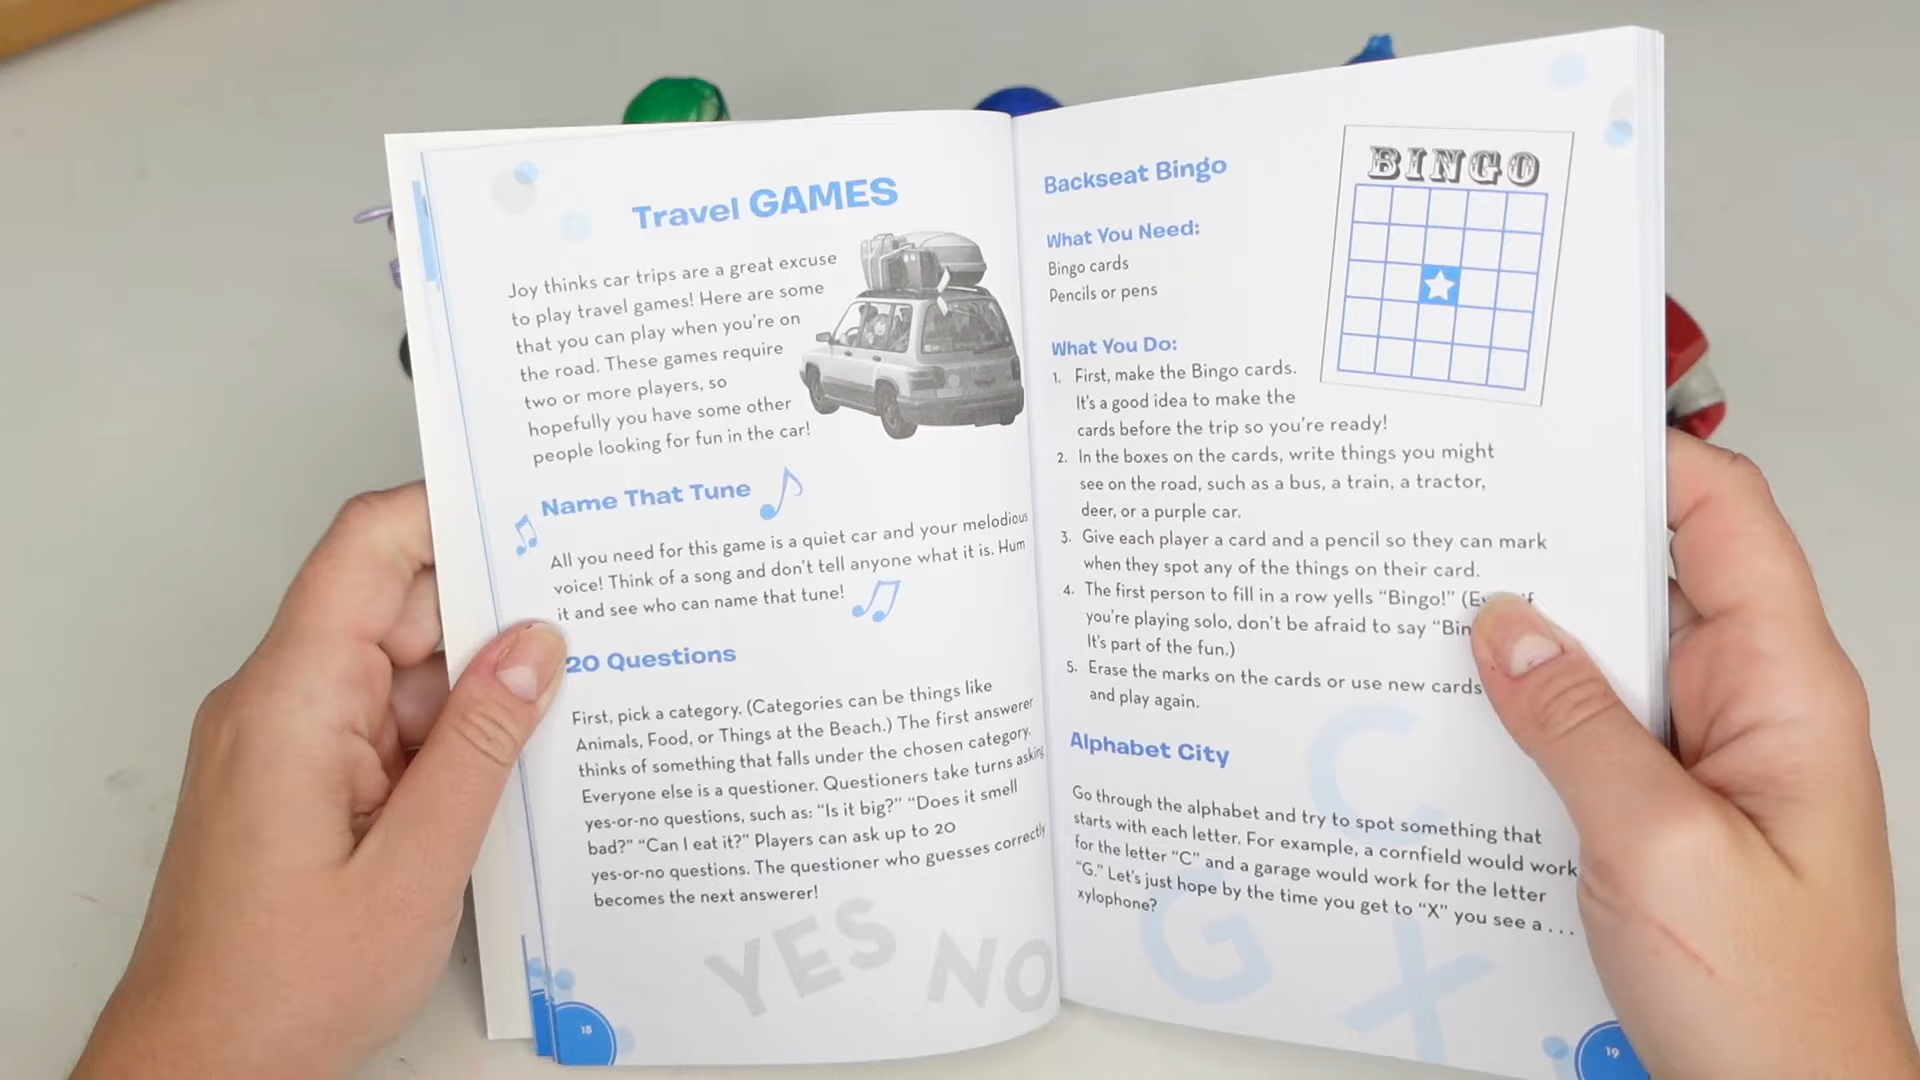 Travel GAMES
Joy thinks car trips are a great excuse
to play travel games! Here are some
that you can play when you're on
the road. These games require
two or more players, so
hopefully you have some other
people looking for fun in the car!
Name That Tune
All you need for this game is a quiet car and your melodious
voice! Think of a song and don't tell anyone what it is. Hum
it and see who can name that tune!
20 Questions
First, pick a category. (Categories can be things like
Animals, Food, or Things at the Beach.) The first answerer
thinks of something that falls under the chosen category.
Everyone else is a questioner. Questioners take turns asking
yes-or-no questions, such as: “Is it big?” “Does it smell
bad?” “Can I eat it?” Players can ask up to 20
yes-or-no questions. The questioner who guesses correctly
becomes the next answerer!
YES NO
18
Backseat Bingo
BINGO
What You Need:
Bingo cards
Pencils or pens
What You Do:
1. First, make the Bingo cards.
It's a good idea to make the
cards before the trip so you're ready!
2. In the boxes on the cards, write things you might
see on the road, such as a bus, a train, a tractor,
deer, or a purple car.
3. Give each player a card and a pencil so they can mark
when they spot any of the things on their card.
4. The first person to fill in a row yells “Bingo!”
you're playing solo, don't be afraid to say
It's part of the fun.)
5. Erase the marks on the cards or use new cards
and play again.
Alphabet City
Go through the alphabet and try to spot something that
starts with each letter. For example, a cornfield would work
for the letter “C” and a garage would work for the letter
“G.” Let's just hope by the time you get to “X” you see a . . .
xylophone?
C
G
X
19